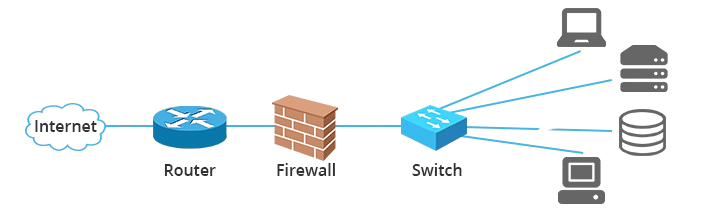 Internet
Router
Firewall
Switch